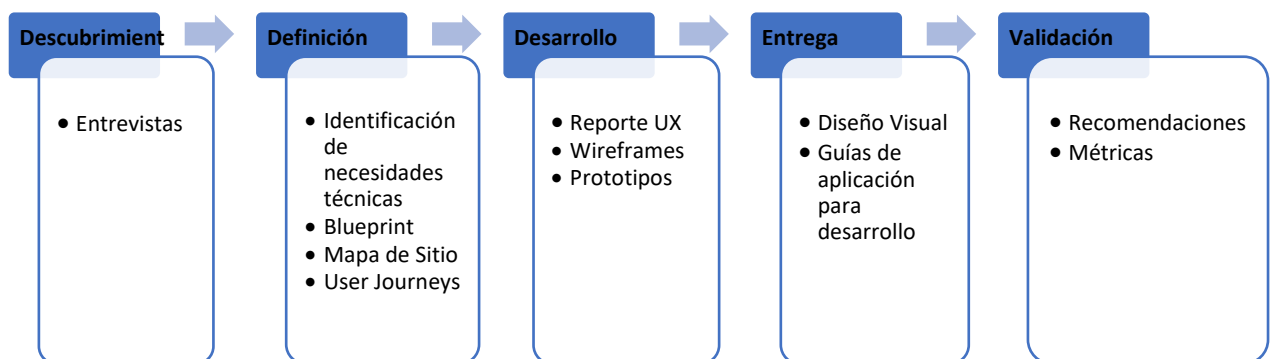 Descubrimient
• Entrevistas
Definición
• Identificación
de
necesidades
técnicas
• Blueprint
• Mapa de Sitio
• User Journeys
Desarrollo
• Reporte UX
• Wireframes
• Prototipos
Entrega
• Diseño Visual
• Guías de
aplicación
para
desarrollo
Validación
• Recomendaciones
• Métricas